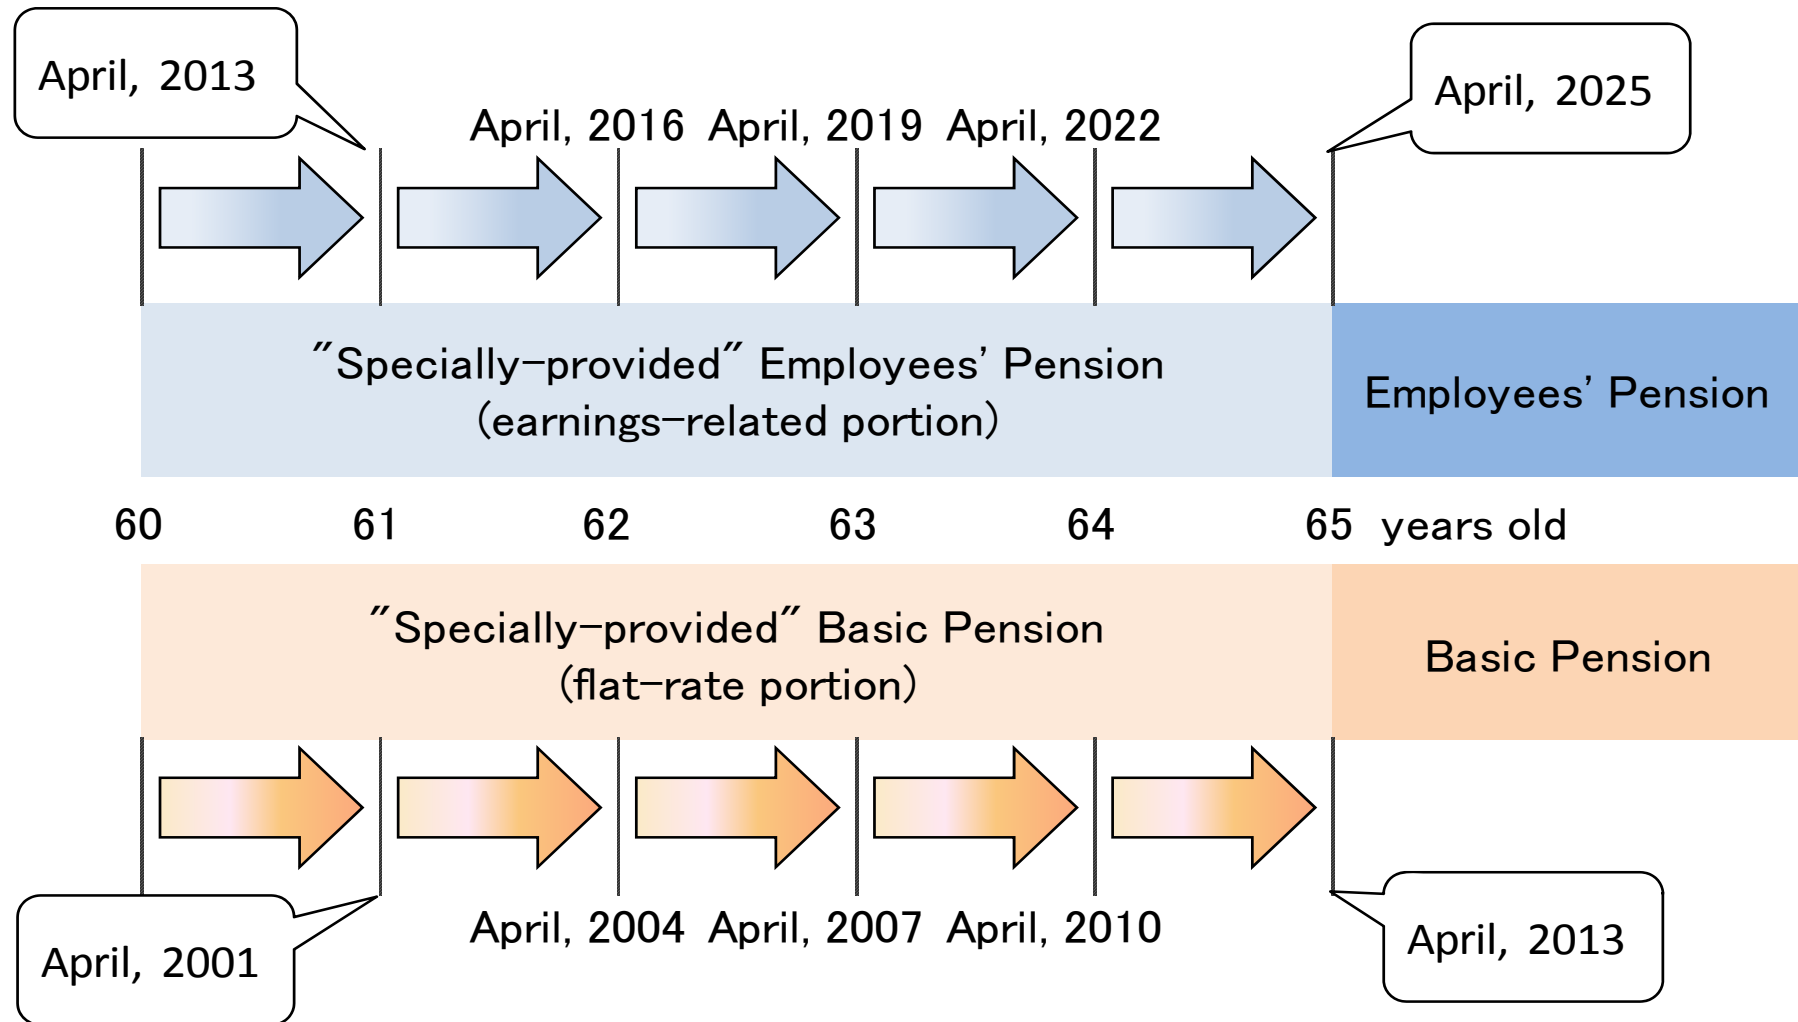 April, 2013
April, 2025
April, 2016 April, 2019 April, 2022
"Specially-provided" Employees' Pension
(earnings-related portion)
Employees' Pension
60 61 62 63 64 65 years old
"Specially-provided" Basic Pension
(flat-rate portion)
Basic Pension
April, 2004 April, 2007 April, 2010
April, 2001
April, 2013